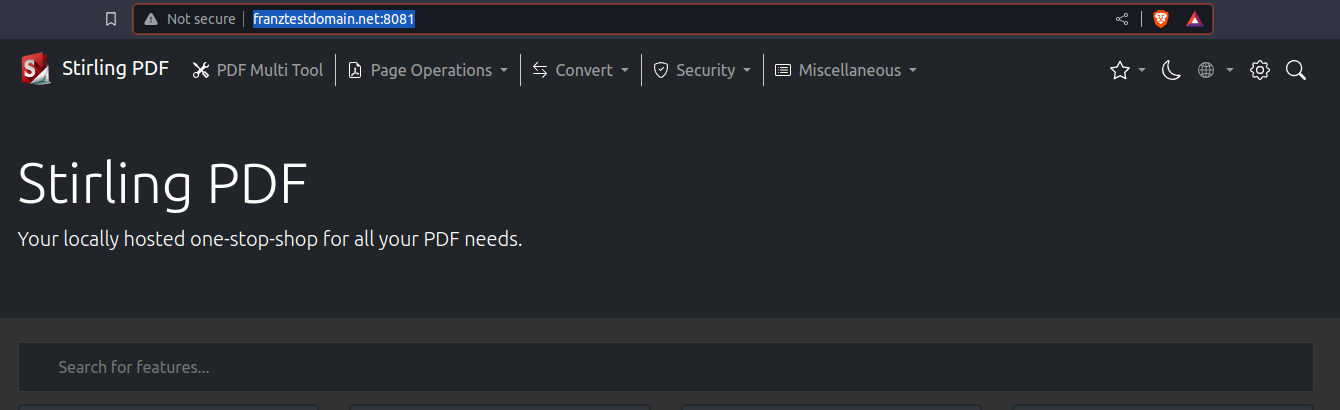 Not secure franztestdomain.net:8081
Stirling PDF PDF Multi Tool Page Operations Convert Security Miscellaneous
Stirling PDF
Your locally hosted one-stop-shop for all your PDF needs.
Search for features...